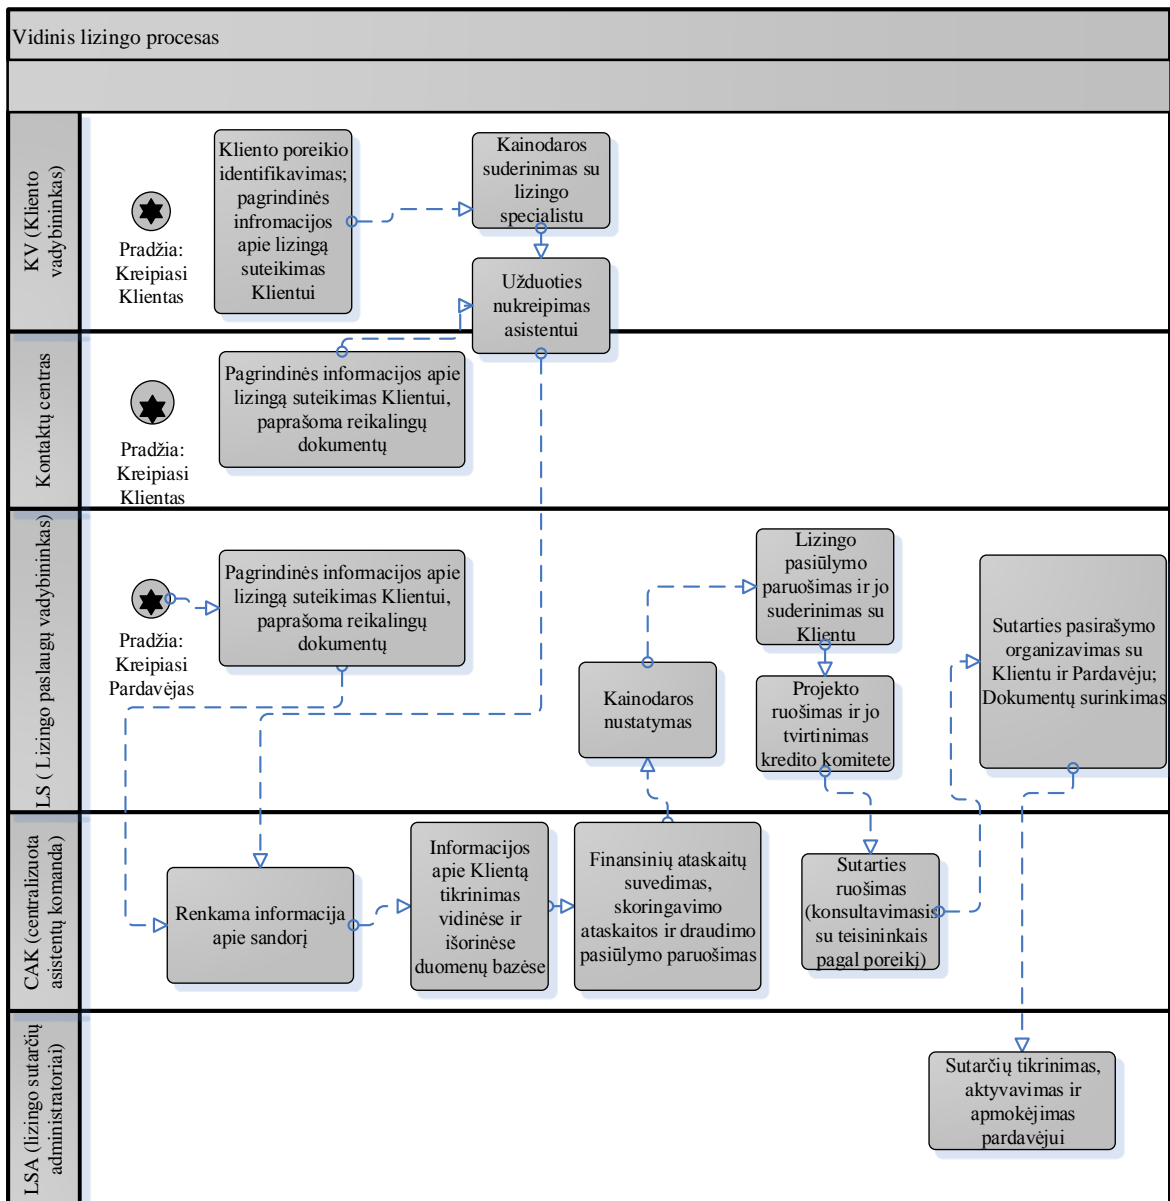 Vidinis lizingo procesas
KV (Kliento
vadybininkas)
Pradžia:
Kreipiasi
Klientas
Kliento poreikio
identifikavimas;
pagrindinės
infromacijos
apie lizingą
suteikimas
Klientui
Kainodaros
suderinimas su
lizingo
specialistu
Užduoties
nukreipimas
asistentui
Kontaktų centras
Pradžia:
Kreipiasi
Klientas
Pagrindinės informacijos apie
lizingą suteikimas Klientui,
paprašoma reikalingų
dokumentų
LS ( Lizingo paslaugų vadybininkas)
Pradžia:
Kreipiasi
Pardavėjas
Pagrindinės informacijos apie
lizingą suteikimas Klientui,
paprašoma reikalingų
dokumentų
Kainodaros
nustatymas
Lizingo
pasiūlymo
paruošimas ir jo
suderinimas su
Klientu
Projekto
ruošimas ir jo
tvirtinimas
kredito komitete
Sutarties pasirašymo
organizavimas su
Klientu ir Pardavėju;
Dokumentų surinkimas
CAK (centralizuota
asistentų komanda)
Renkama informacija
apie sandorį
Informacijos
apie Klientą
tikrinimas
vidinėse ir
išorinėse
duomenų bazėse
Finansinių ataskaitų
suvedimas,
skoringavimo
ataskaitos ir draudimo
pasiūlymo paruošimas
Sutarties
ruošimas
(konsultavimasis
su teisininkais
pagal poreikį)
LSA (lizingo sutarčių
administratoriai)
Sutarčių tikrinimas,
aktyvavimas ir
apmokėjimas
pardavėjui